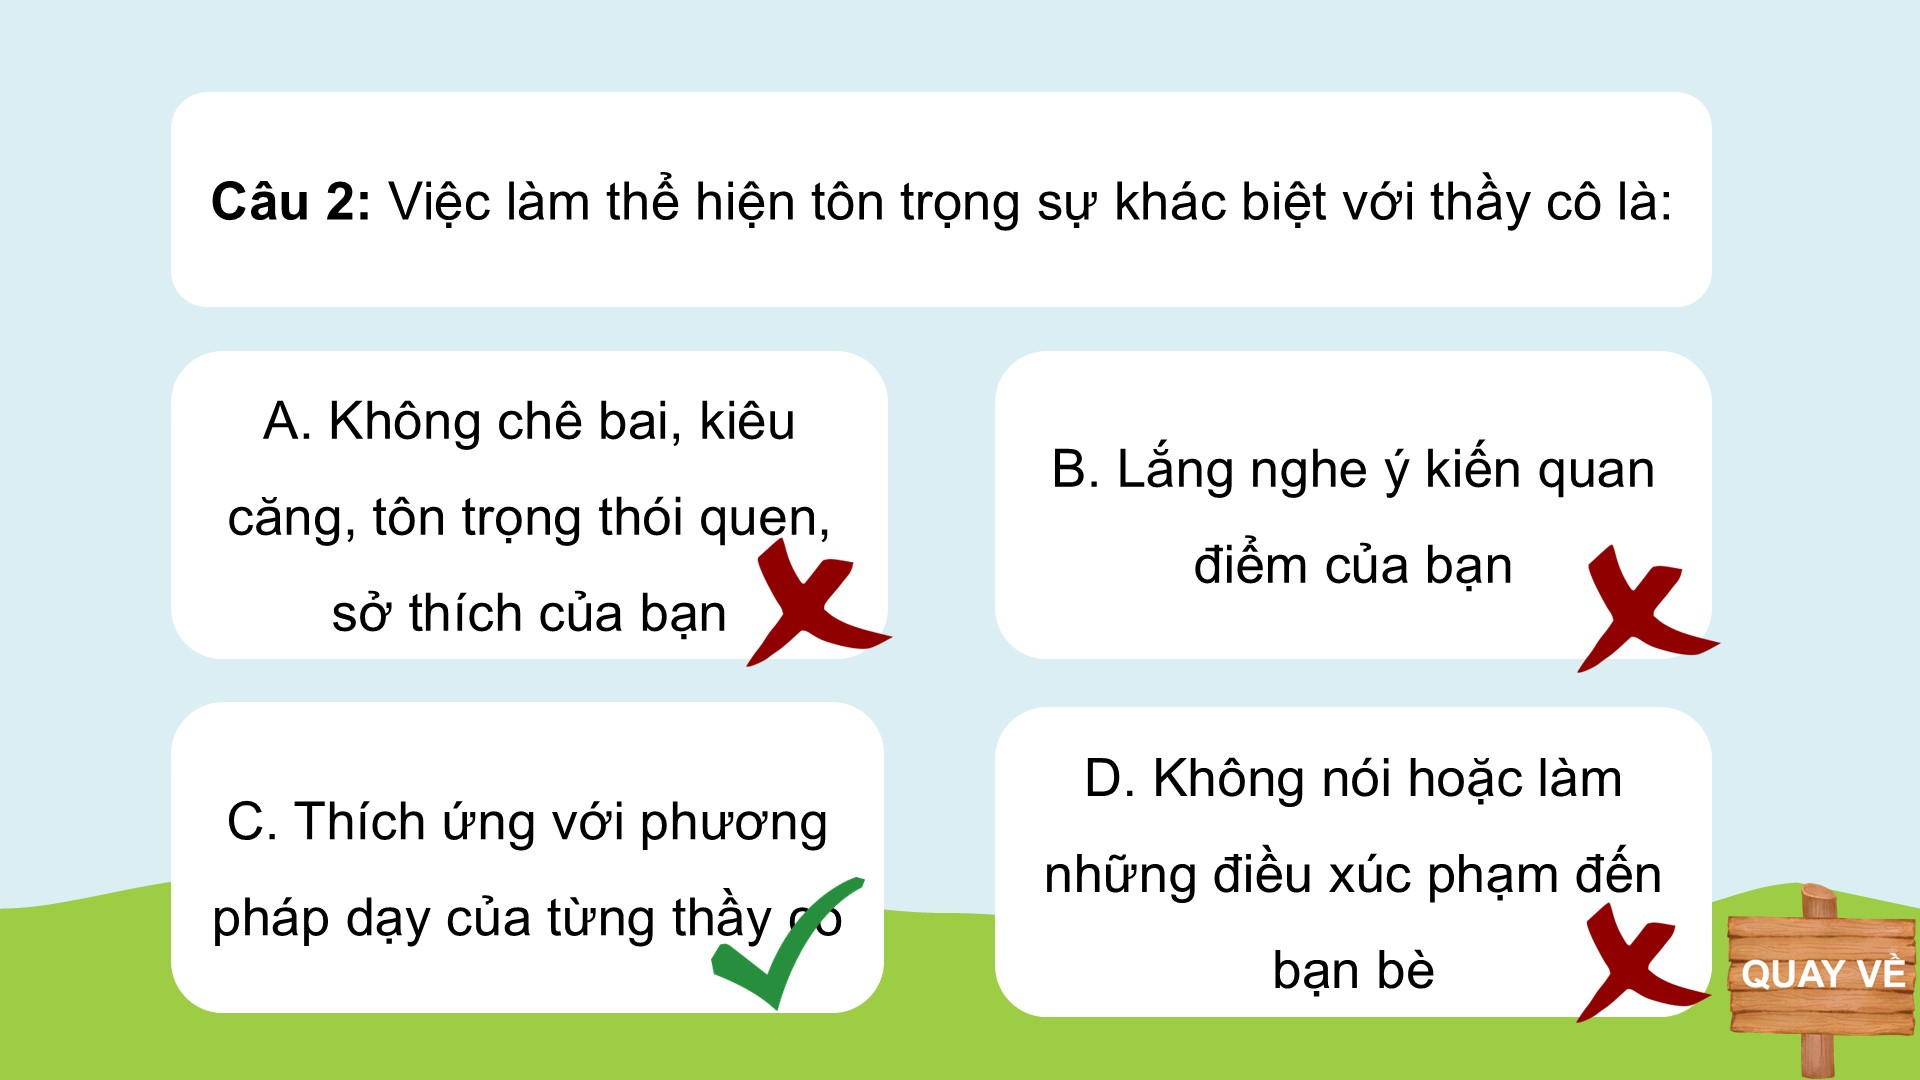 Câu 2: Việc làm thể hiện tôn trọng sự khác biệt với thầy cô là:
A. Không chê bai, kiêu
căng, tôn trọng thói quen,
sở thích của bạn
B. Lắng nghe ý kiến quan
điểm của bạn
C. Thích ứng với phương
pháp dạy của từng thầy cô
D. Không nói hoặc làm
những điều xúc phạm đến
bạn bè
QUAY VỀ